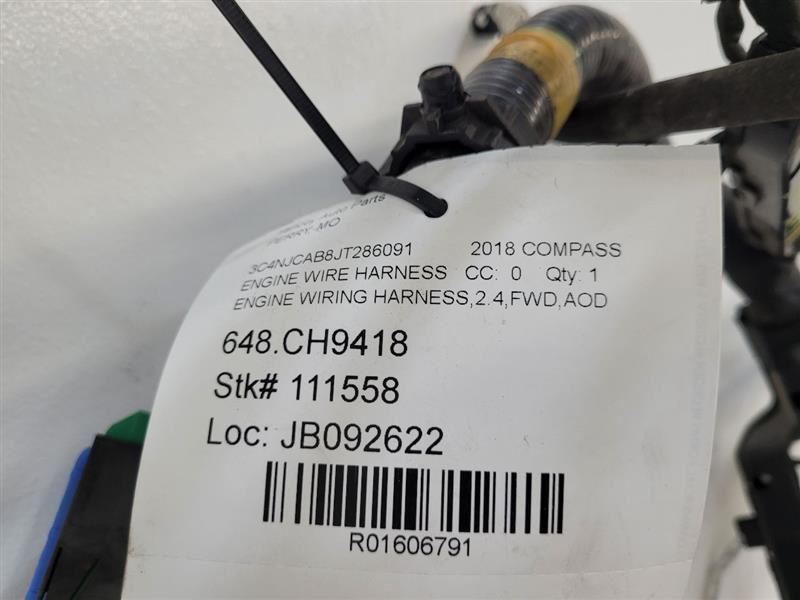 Auto Parts
PERRY, MO
3C4NJCAB8JT286091 2018 COMPASS
ENGINE WIRE HARNESS CC: 0 Qty: 1
ENGINE WIRING HARNESS,2.4,FWD,AOD
648.CH9418
Stk# 111558
Loc: JB092622
R01606791